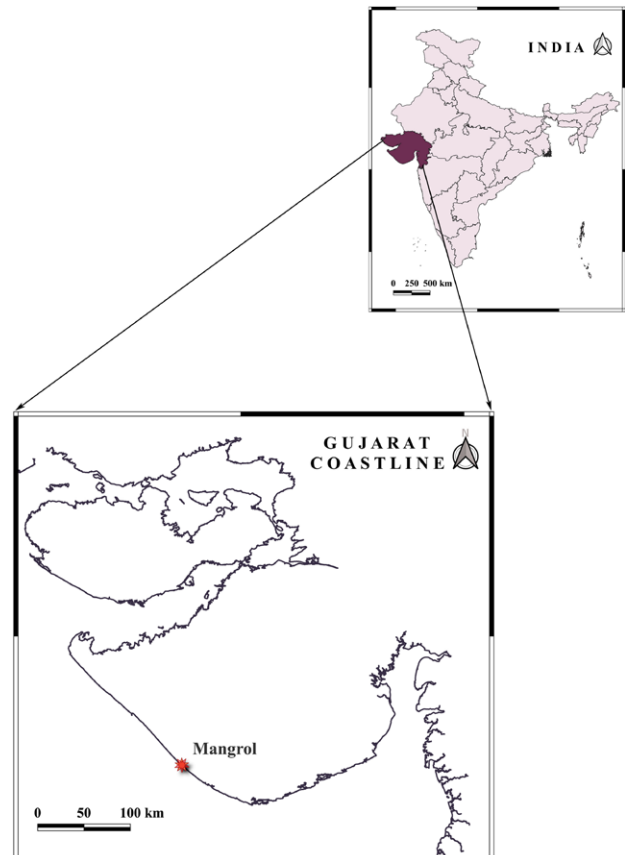 INDIA
0 250 500 km
N
GUJARAT
COASTLINE
Mangrol
0 50 100 km